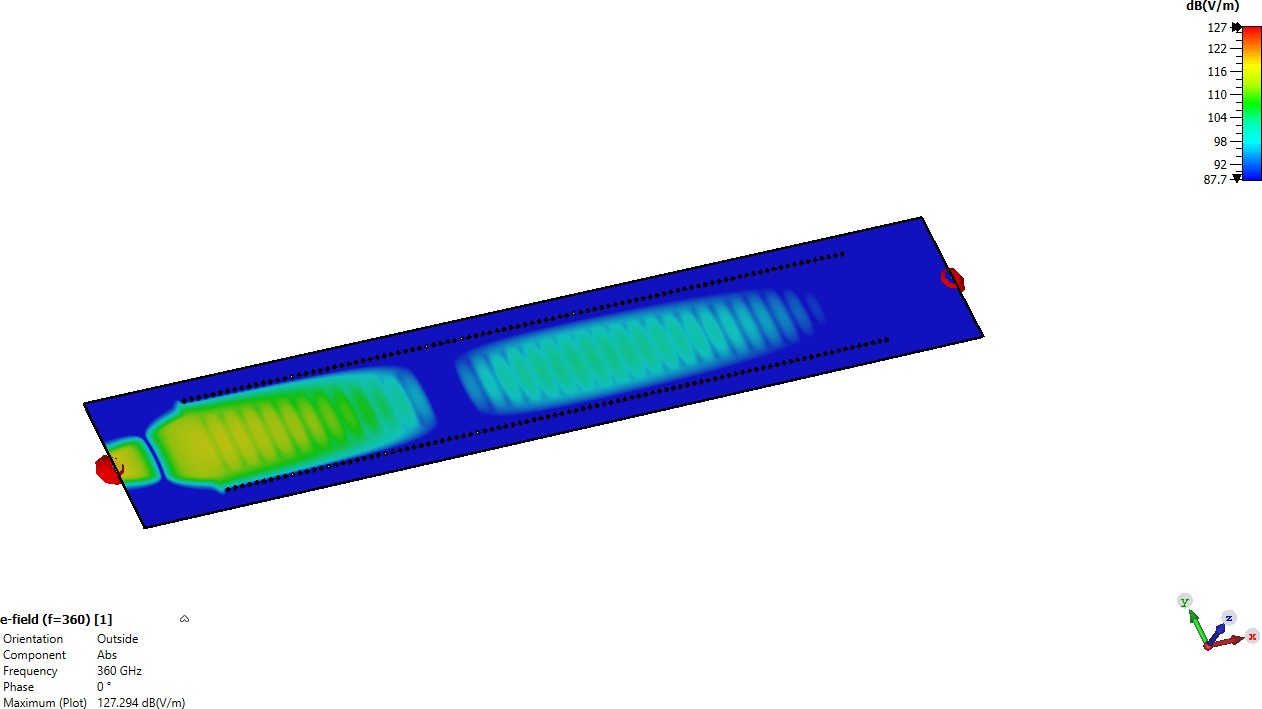 dB(V/m)
127
122
116
110
104
98
92
87.7
y
z
x
e-field (f=360) [1]
Orientation Outside
Component Abs
Frequency 360 GHz
Phase 0 °
Maximum (Plot) 127.294 dB(V/m)